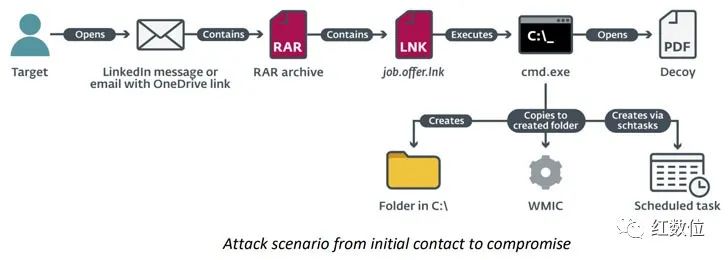 Opens
Contains
RAR
Contains
LNK
Executes
C:\_
Opens
PDF
Target
LinkedIn message or
email with OneDrive link
RAR archive
job.offer.lnk
cmd.exe
Decoy
Creates
Copies to
created folder
Creates via
schtasks
Folder in C:\
WMIC
Scheduled task
红数位
Attack scenario from initial contact to compromise